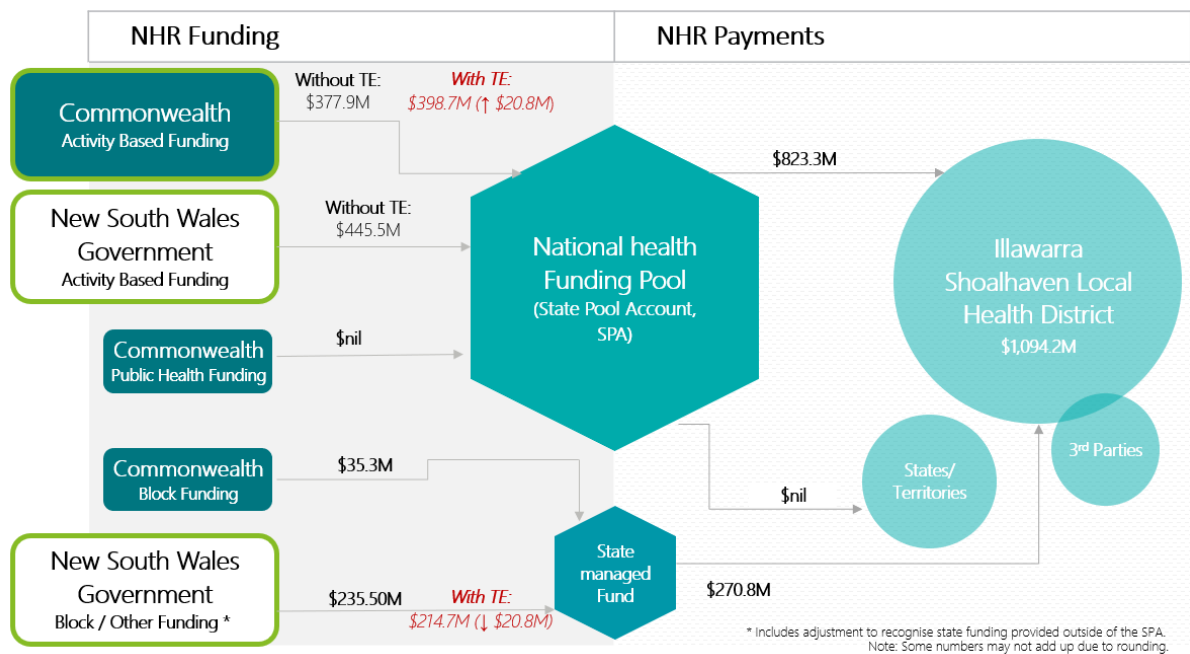 NHR Funding
NHR Payments
Without TE:
$377.9M
With TE:
$398.7M (↑ $20.8M)
Commonwealth
Activity Based Funding
$823.3M
New South Wales
Government
Activity Based Funding
Without TE:
$445.5M
National health
Funding Pool
(State Pool Account,
SPA)
Illawarra
Shoalhaven Local
Health District
$1,094.2M
Commonwealth
Public Health Funding
$nil
Commonwealth
Block Funding
$35.3M
$nil
States/
Territories
3rd Parties
New South Wales
Government
Block / Other Funding *
$235.50M
With TE:
$214.7M (↓ $20.8M)
State
managed
Fund
$270.8M
* Includes adjustment to recognise state funding provided outside of the SPA.
Note: Some numbers may not add up due to rounding.